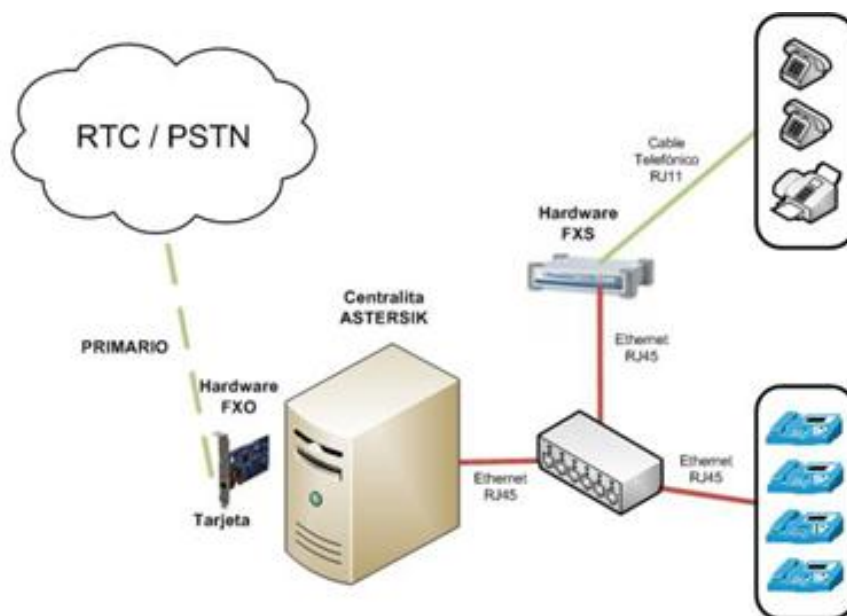 RTC / PSTN
Cable
Telefónico
RJ11
Hardware
FXS
Centralita
ASTERSIK
PRIMARIO
Ethernet
RJ45
Hardware
FXO
Ethernet
RJ45
Ethernet
RJ45
Tarjeta